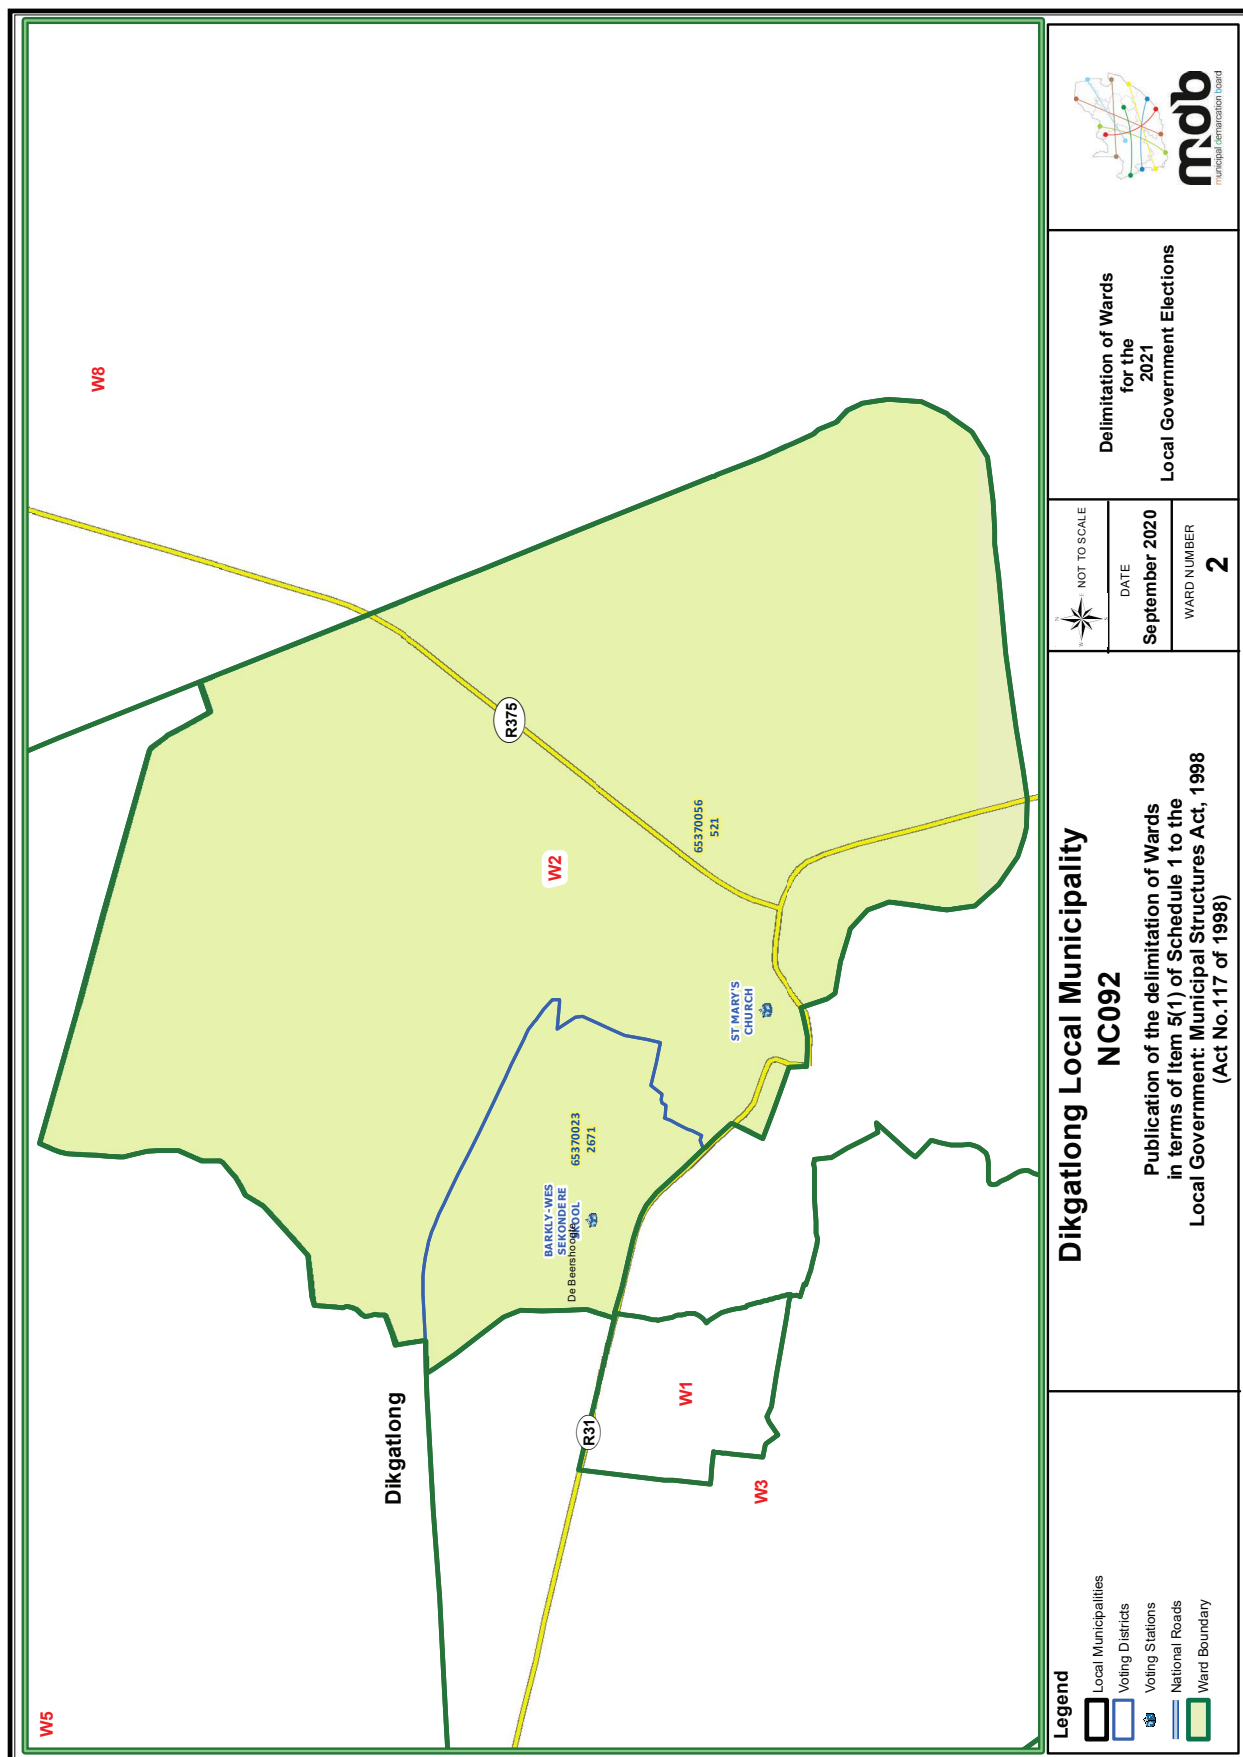 W5
W8
Dikgatlong
W2
R375
R31
W1
W3
65370056
521
65370023
2671
BARKLY-WES
SEKONDERE
SKOOL
De Beershoogte
ST MARY'S
CHURCH
Legend
Local Municipalities
Voting Districts
Voting Stations
National Roads
Ward Boundary
Dikgatlong Local Municipality
NC092
Publication of the delimitation of Wards
in terms of Item 5(1) of Schedule 1 to the
Local Government: Municipal Structures Act, 1998
(Act No.117 of 1998)
N
W
E
S
NOT TO SCALE
DATE
September 2020
WARD NUMBER
2
Delimitation of Wards
for the
2021
Local Government Elections
mdb
municipal demarcation board